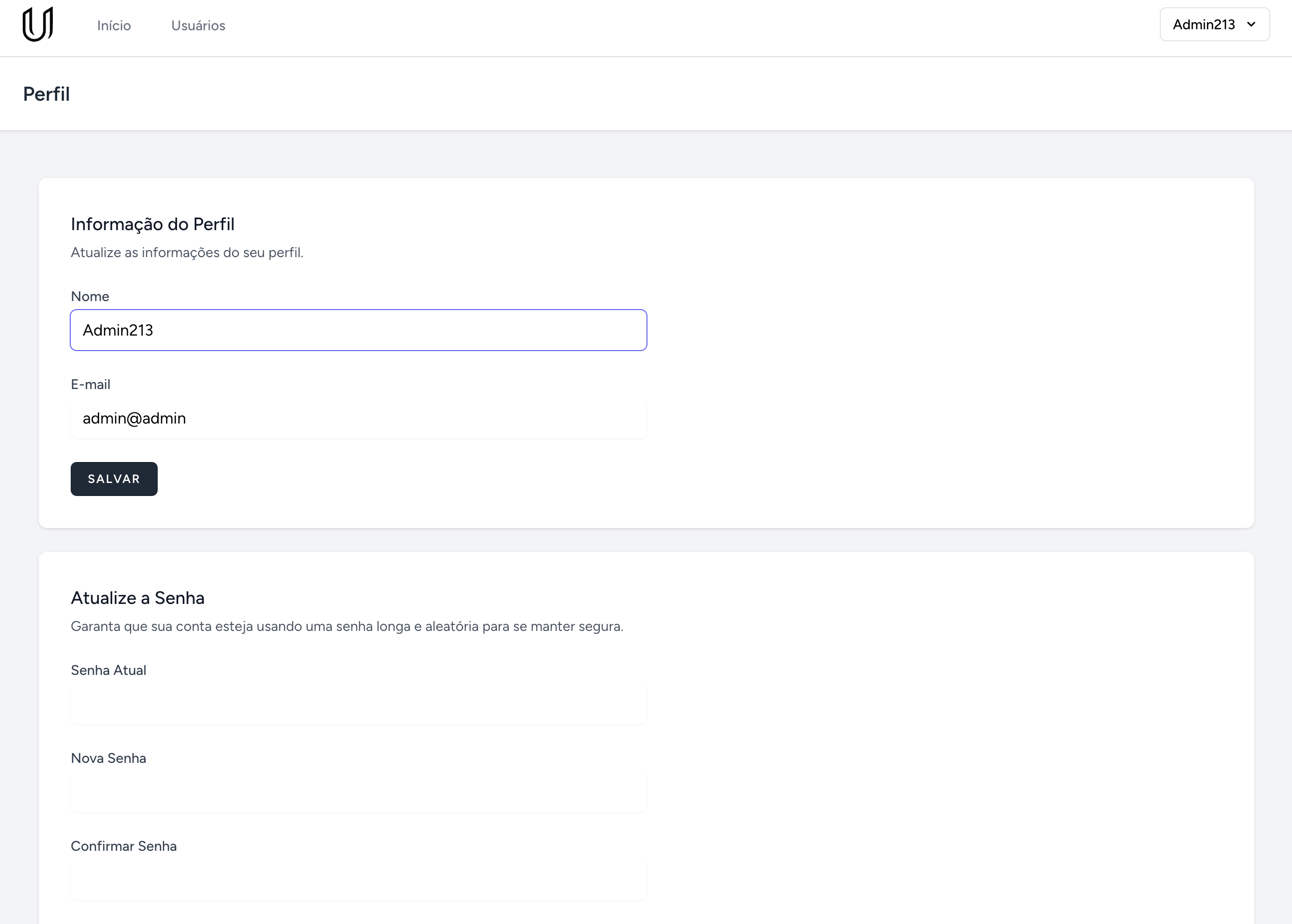 Início
Usuários
Admin213
Perfil
Informação do Perfil
Atualize as informações do seu perfil.
Nome
Admin213
E-mail
admin@admin
SALVAR
Atualize a Senha
Garanta que sua conta esteja usando uma senha longa e aleatória para se manter segura.
Senha Atual
Nova Senha
Confirmar Senha